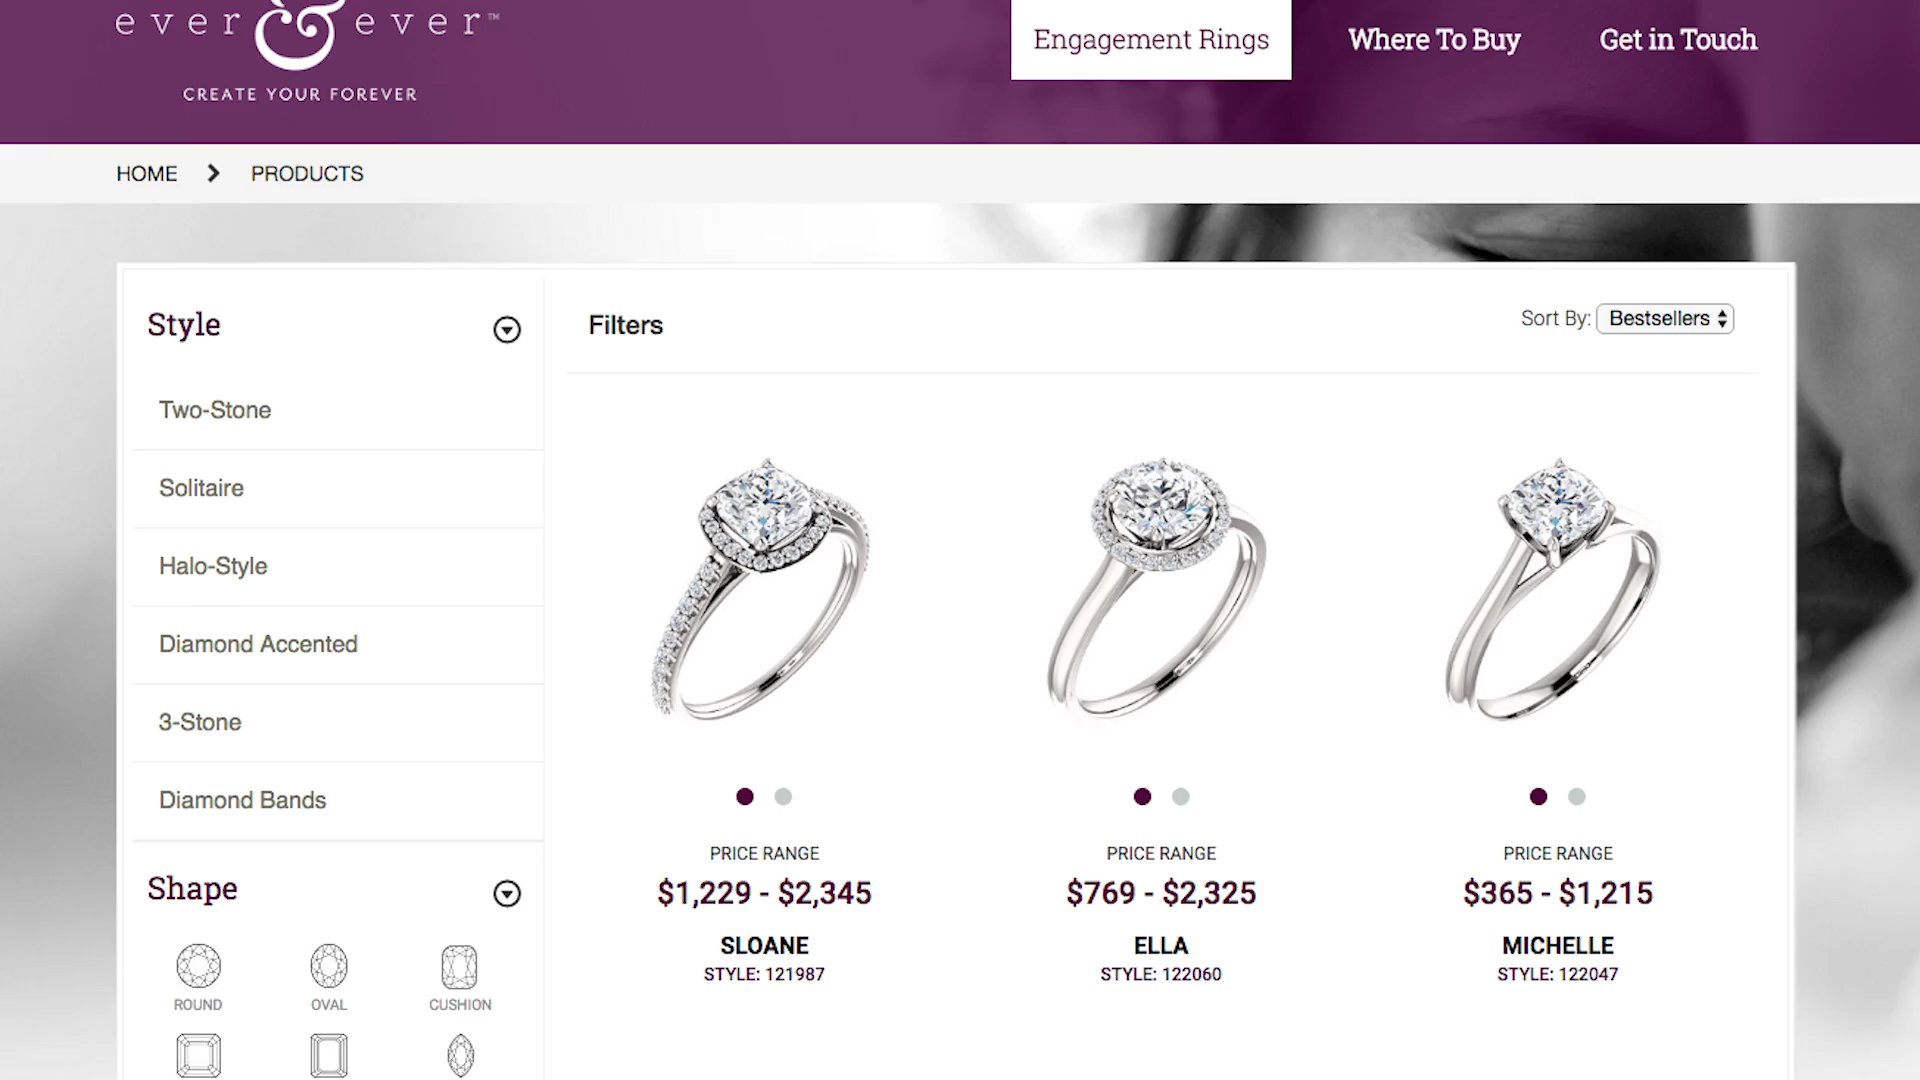 ever & ever™
CREATE YOUR FOREVER
Engagement Rings
Where To Buy
Get in Touch
HOME
PRODUCTS
Style
Two-Stone
Solitaire
Halo-Style
Diamond Accented
3-Stone
Diamond Bands
Shape
ROUND
OVAL
CUSHION
Filters
Sort By: Bestsellers
PRICE RANGE
$1,229 - $2,345
SLOANE
STYLE: 121987
PRICE RANGE
$769 - $2,325
ELLA
STYLE: 122060
PRICE RANGE
$365 - $1,215
MICHELLE
STYLE: 122047